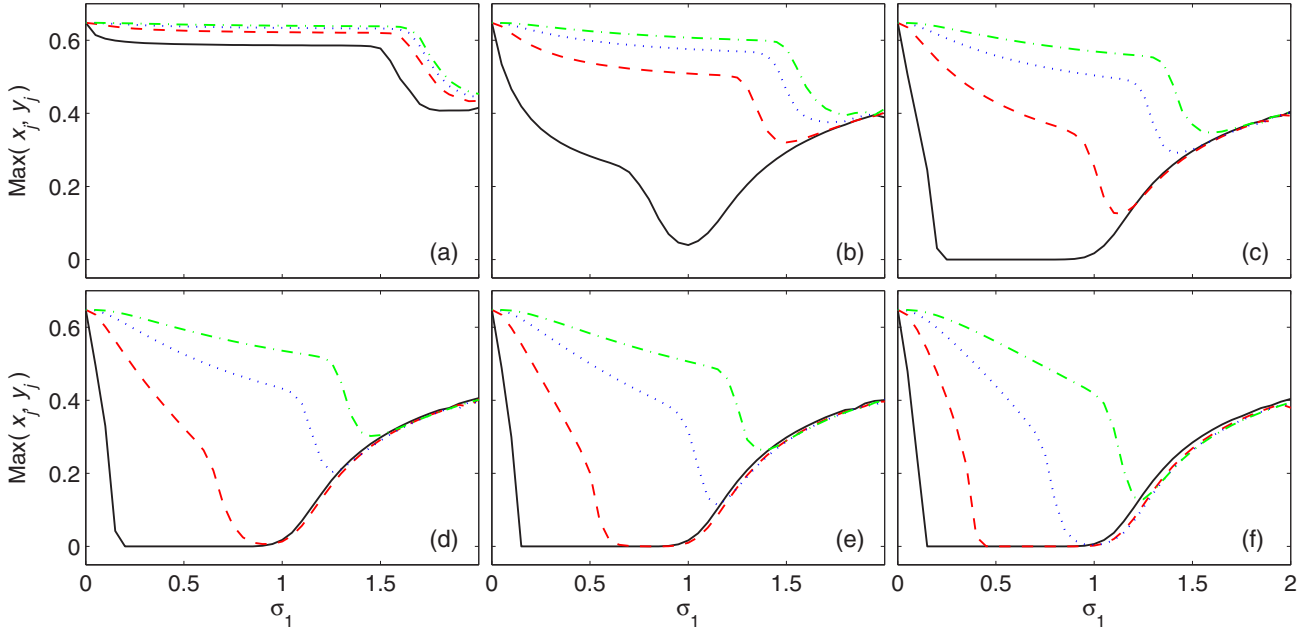 Max( x_j, y_j)
0.6
0.4
0.2
0
(a)
(b)
(c)
Max( x_j, y_j)
0.6
0.4
0.2
0
(d)
(e)
(f)
0 0.5 1 1.5 0 0.5 1 1.5 0 0.5 1 1.5 2
σ_1 σ_1 σ_1